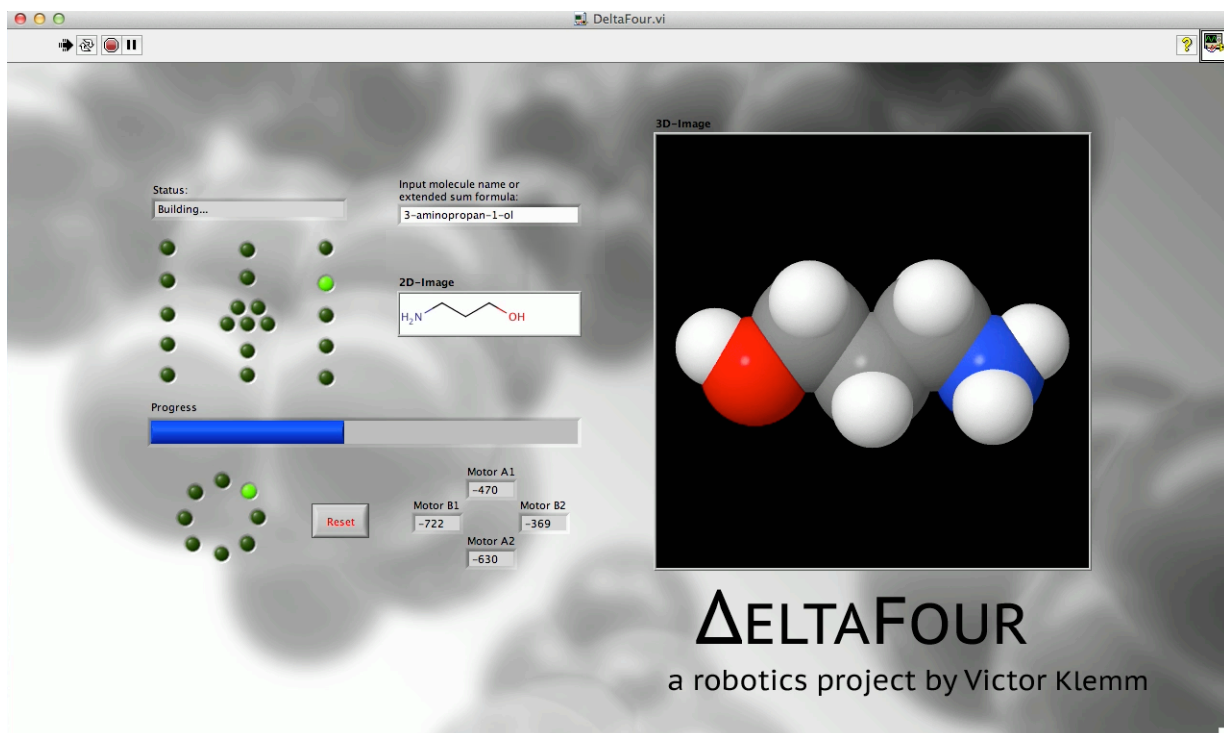 DeltaFour.vi
?
3D-Image
Status:
Building...
Input molecule name or
extended sum formula:
3-aminopropan-1-ol
2D-Image
H2N
OH
Progress
Motor A1
-470
Motor B1
-722
Motor B2
-369
Motor A2
-630
Reset
ΔELTAFOUR
a robotics project by Victor Klemm